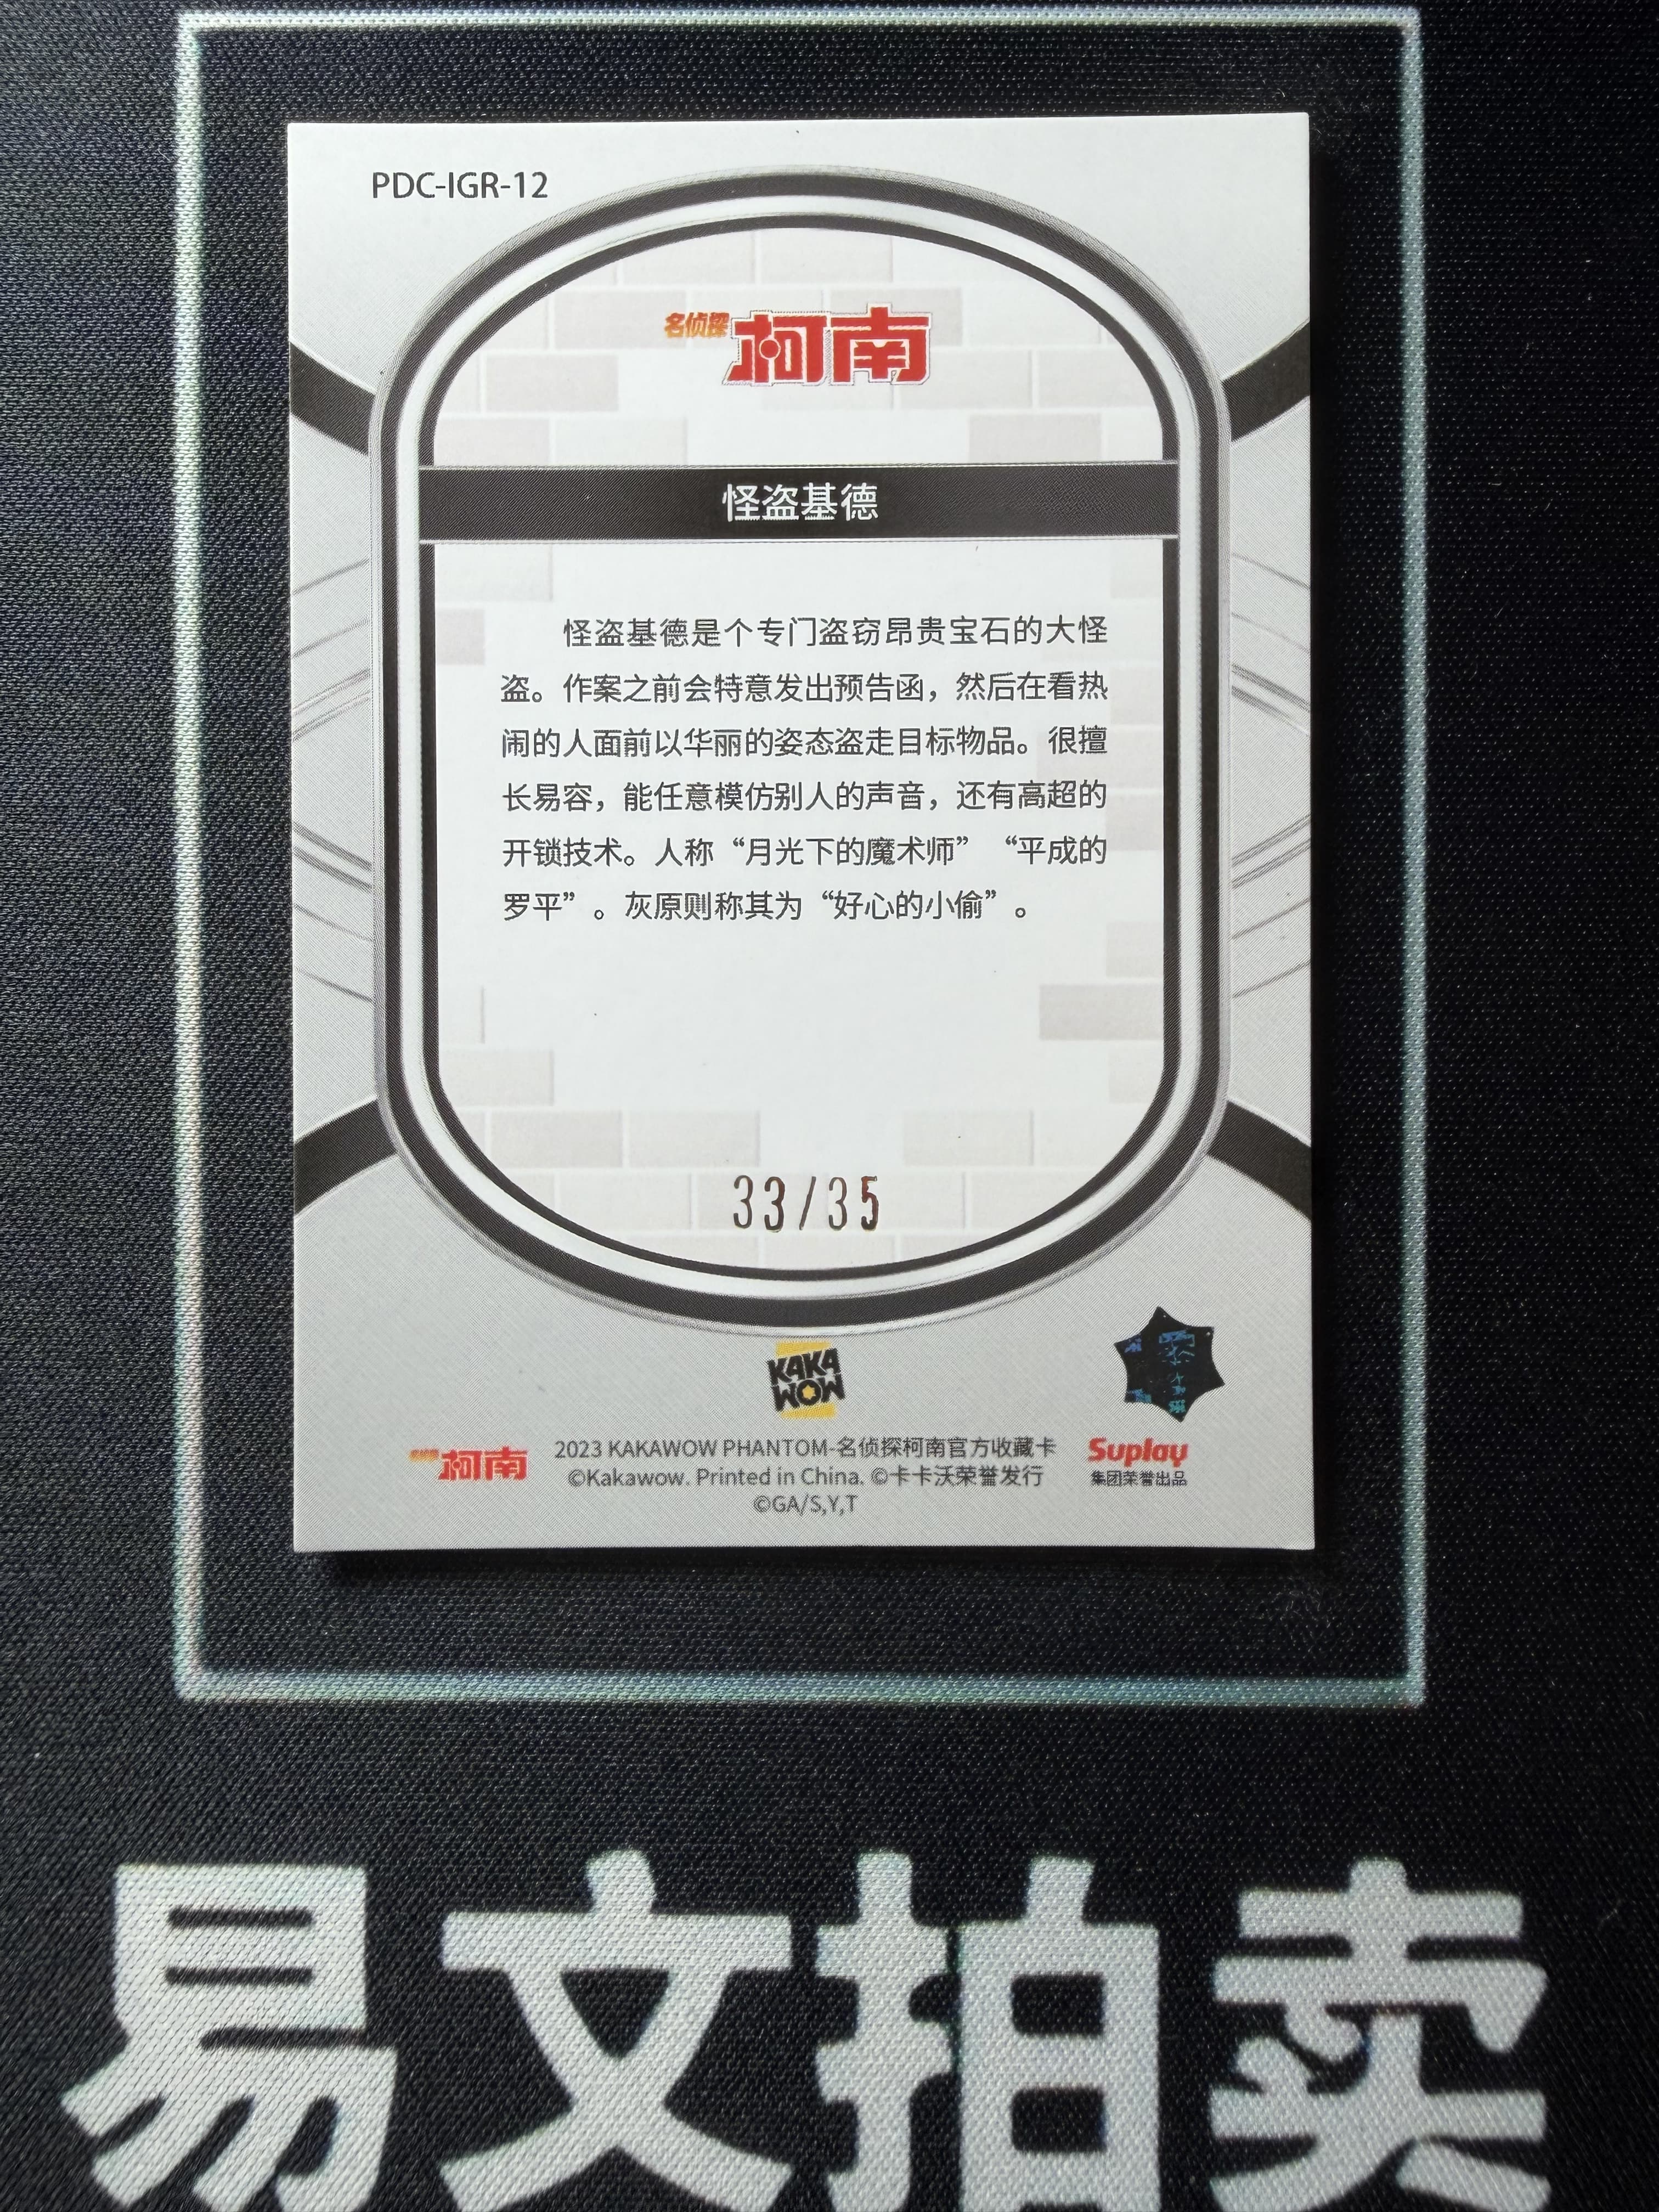 PDC-IGR-12
名侦探柯南
怪盗基德
怪盗基德是个专门盗窃昂贵宝石的大怪
盗。作案之前会特意发出预告函，然后在看热
闹的人面前以华丽的姿态盗走目标物品。很擅
长易容，能任意模仿别人的声音，还有高超的
开锁技术。人称“月光下的魔术师”“平成的
罗平”。灰原则称其为“好心的小偷”。
33/35
KAKA
WOW
名侦探柯南
2023 KAKAWOW PHANTOM-名侦探柯南官方收藏卡
©Kakawow. Printed in China. ©卡卡沃荣誉发行
©GA/S,Y,T
Suplay
集团荣誉出品
易文拍卖